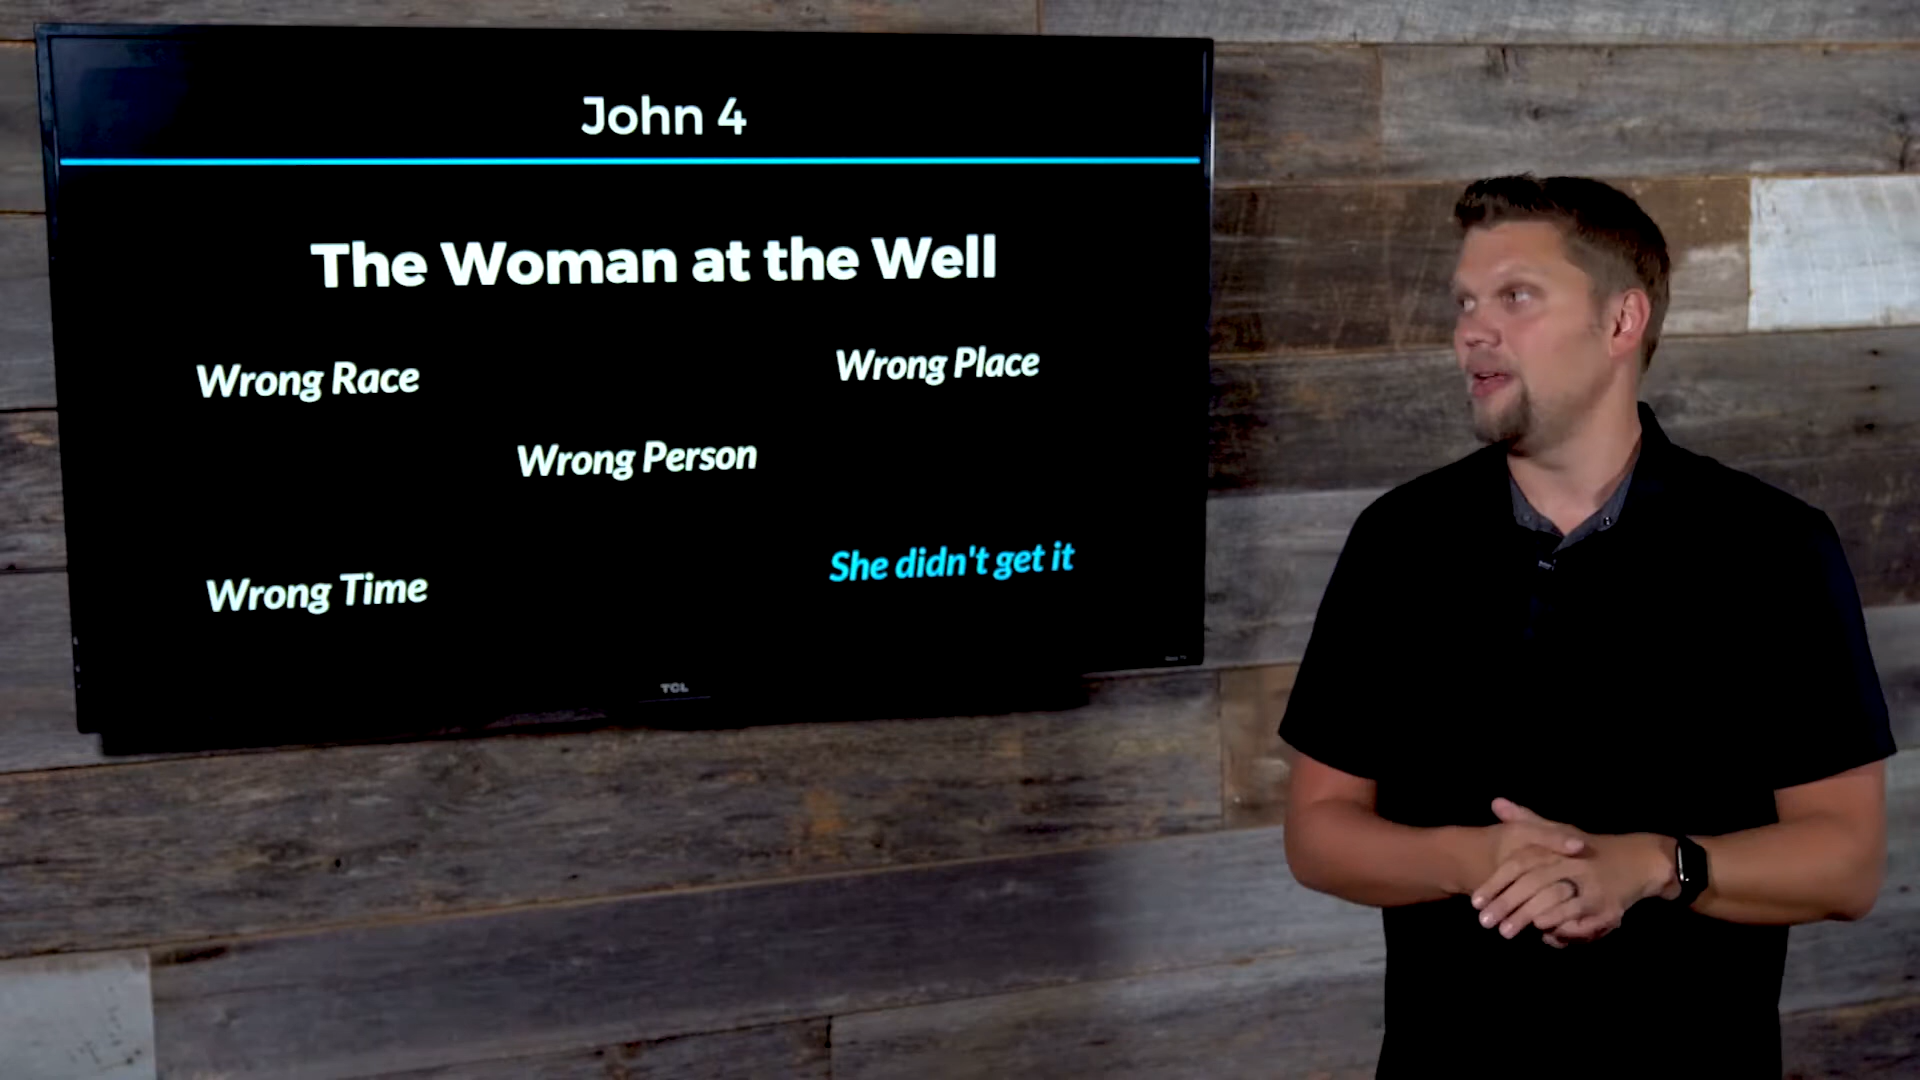 John 4
The Woman at the Well
Wrong Race
Wrong Place
Wrong Person
Wrong Time
She didn't get it
TCL